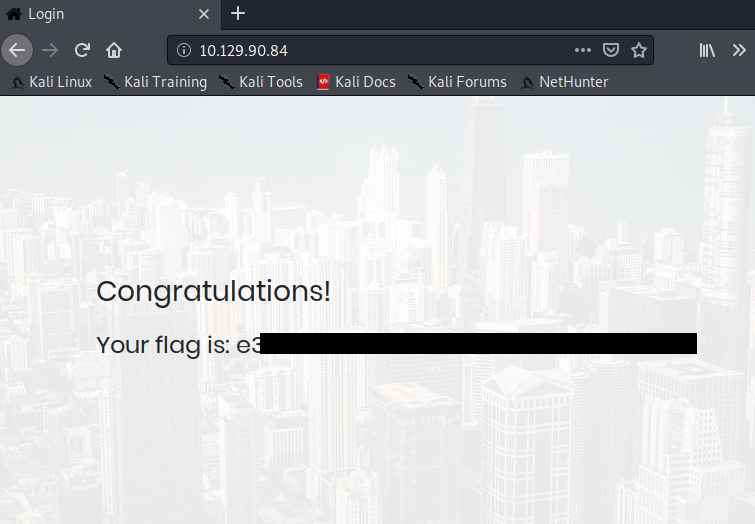 Login
10.129.90.84
Kali Linux Kali Training Kali Tools Kali Docs Kali Forums NetHunter
Congratulations!
Your flag is: e3